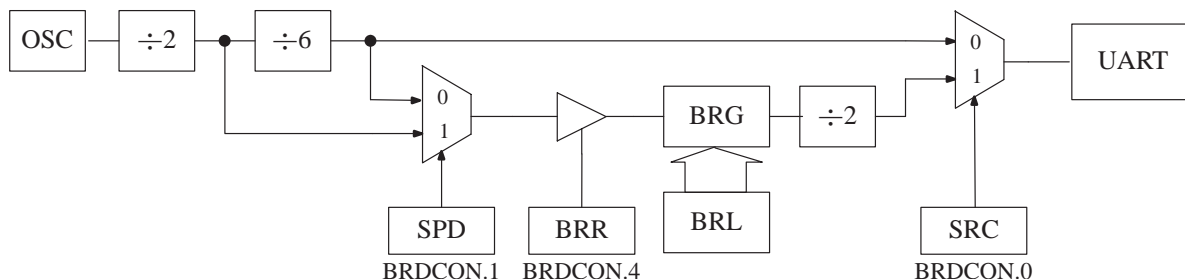 OSC
÷2
÷6
0
1
UART
0
1
BRG
÷2
SPD
BRR
BRL
SRC
BRDCON.1
BRDCON.4
BRDCON.0